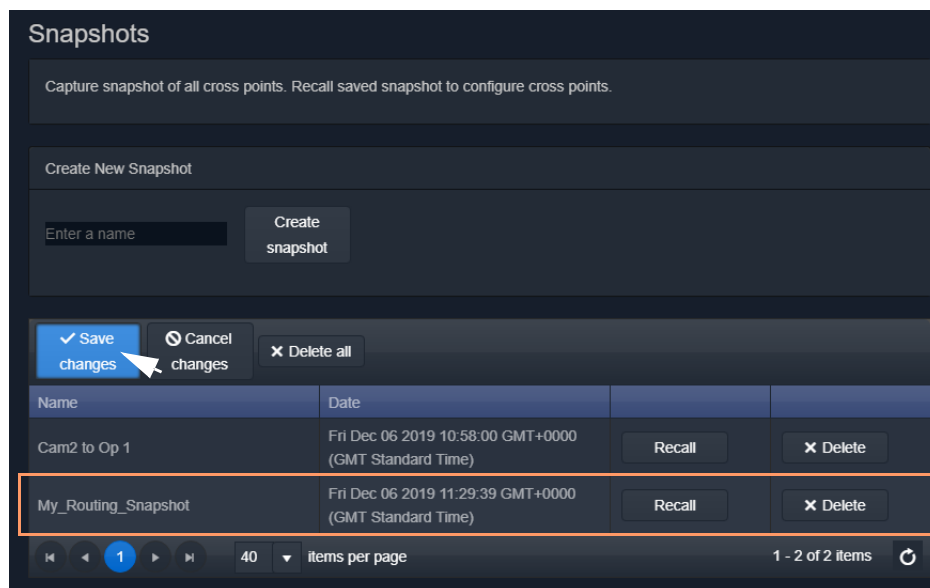 Snapshots
Capture snapshot of all cross points. Recall saved snapshot to configure cross points.
Create New Snapshot
Enter a name
Create
snapshot
Save
changes
Cancel
changes
Delete all
Name Date
Cam2 to Op 1
Fri Dec 06 2019 10:58:00 GMT+0000
(GMT Standard Time)
Recall
Delete
My_Routing_Snapshot
Fri Dec 06 2019 11:29:39 GMT+0000
(GMT Standard Time)
Recall
Delete
1
40
items per page
1 - 2 of 2 items